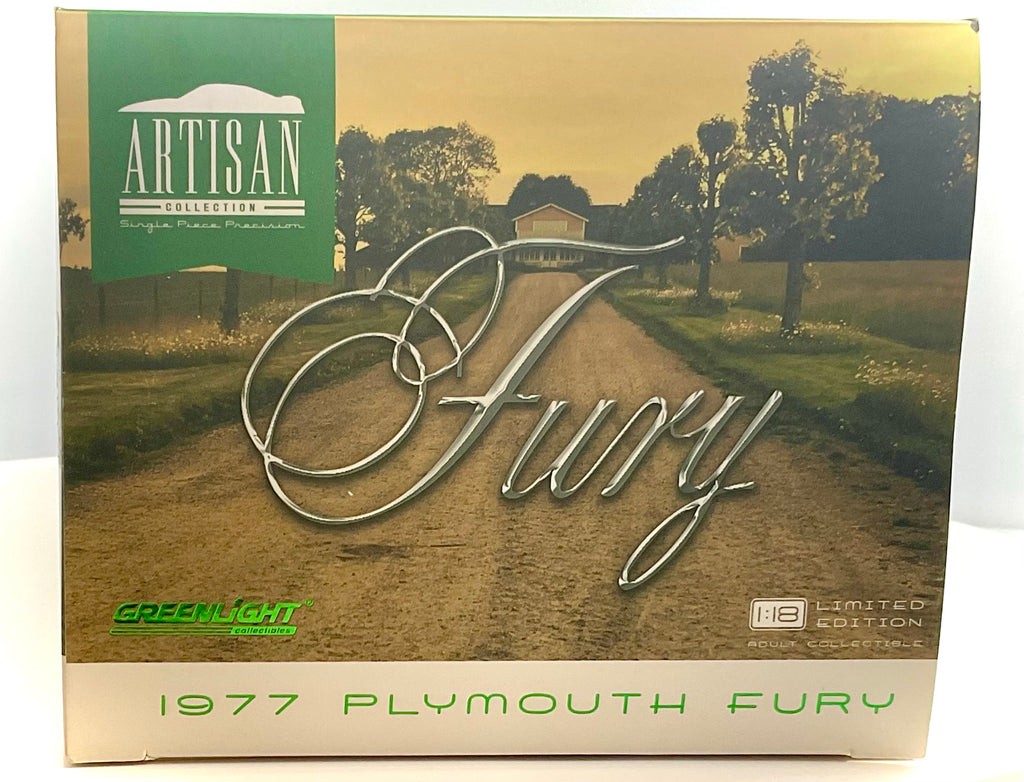 ARTISAN
COLLECTION
Single Piece Precision
Fury
GREENLiGHT®
collectibles
1:18 LIMITED
EDITION
ADULT COLLECTIBLE
1977 PLYMOUTH FURY